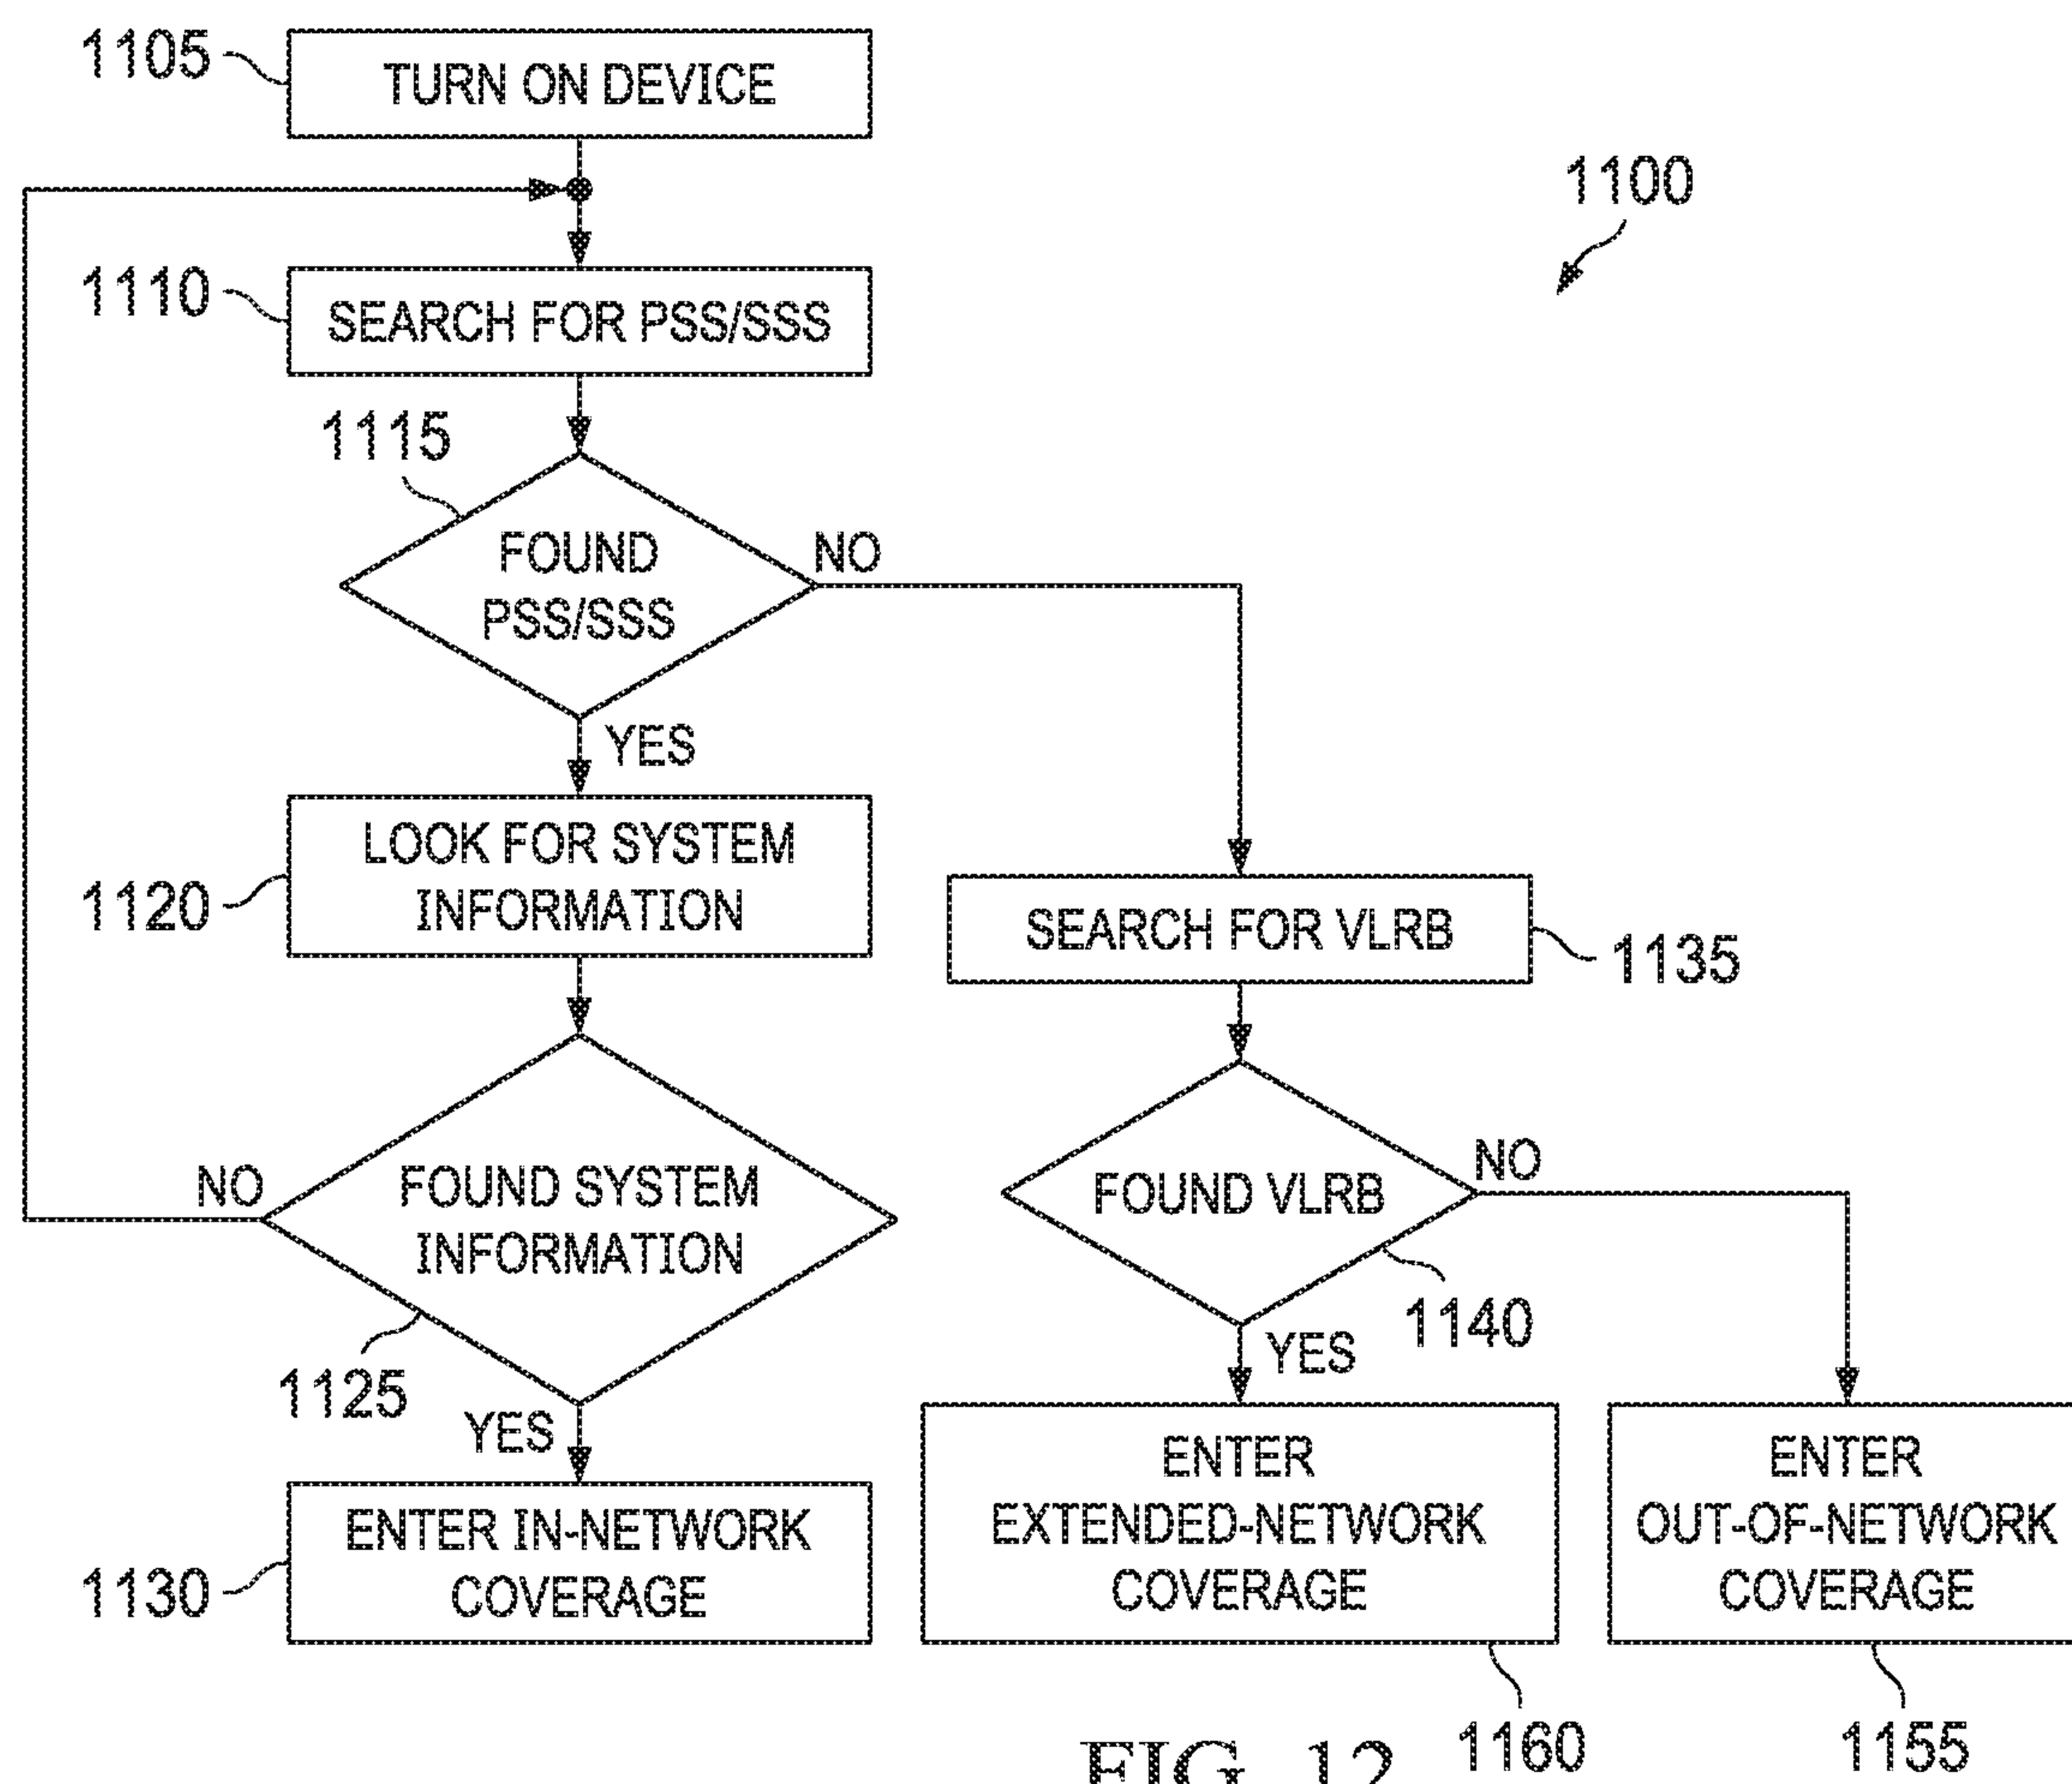 1105
TURN ON DEVICE
1100
1110
SEARCH FOR PSS/SSS
1115
FOUND
PSS/SSS
NO
YES
LOOK FOR SYSTEM
INFORMATION
1120
SEARCH FOR VLRB
1135
NO
FOUND SYSTEM
INFORMATION
1125
YES
FOUND VLRB
NO
1140
YES
ENTER IN-NETWORK
COVERAGE
1130
ENTER
EXTENDED-NETWORK
COVERAGE
1160
ENTER
OUT-OF-NETWORK
COVERAGE
1155
FIG. 12